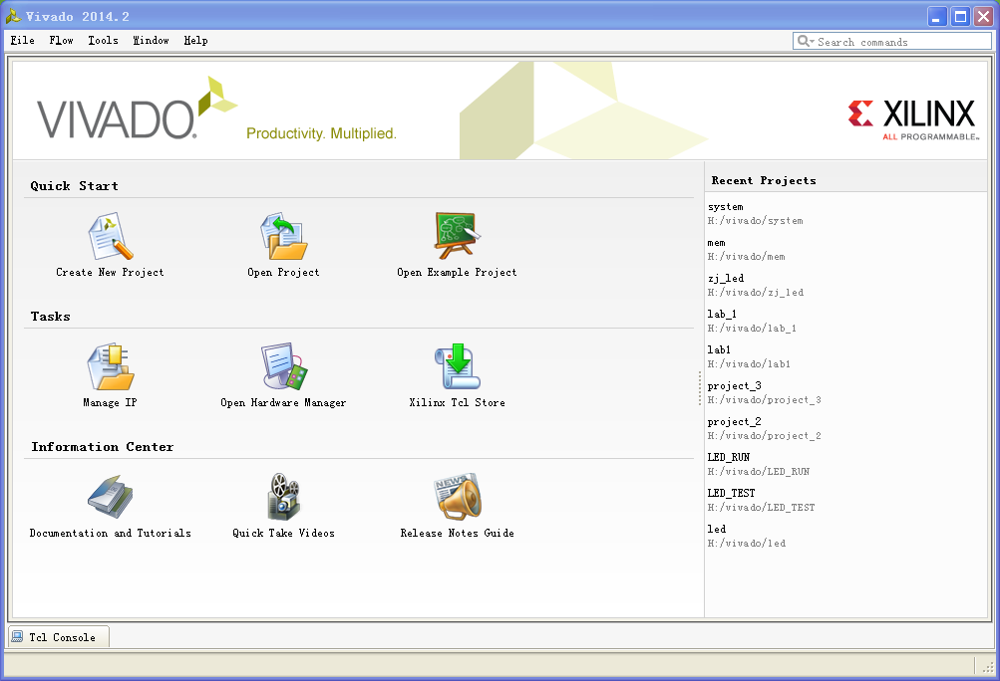 Vivado 2014.2
File Flow Tools Window Help
Search commands
VIVADO.
Productivity. Multiplied.
XILINX
ALL PROGRAMMABLE™
Quick Start
Create New Project
Open Project
Open Example Project
Tasks
Manage IP
Open Hardware Manager
Xilinx Tcl Store
Information Center
NEWS
Documentation and Tutorials
Quick Take Videos
Release Notes Guide
Recent Projects
system
H:/vivado/system
mem
H:/vivado/mem
zj_led
H:/vivado/zj_led
lab_1
H:/vivado/lab_1
lab1
H:/vivado/lab1
project_3
H:/vivado/project_3
project_2
H:/vivado/project_2
LED_RUN
H:/vivado/LED_RUN
LED_TEST
H:/vivado/LED_TEST
led
H:/vivado/led
Tcl Console